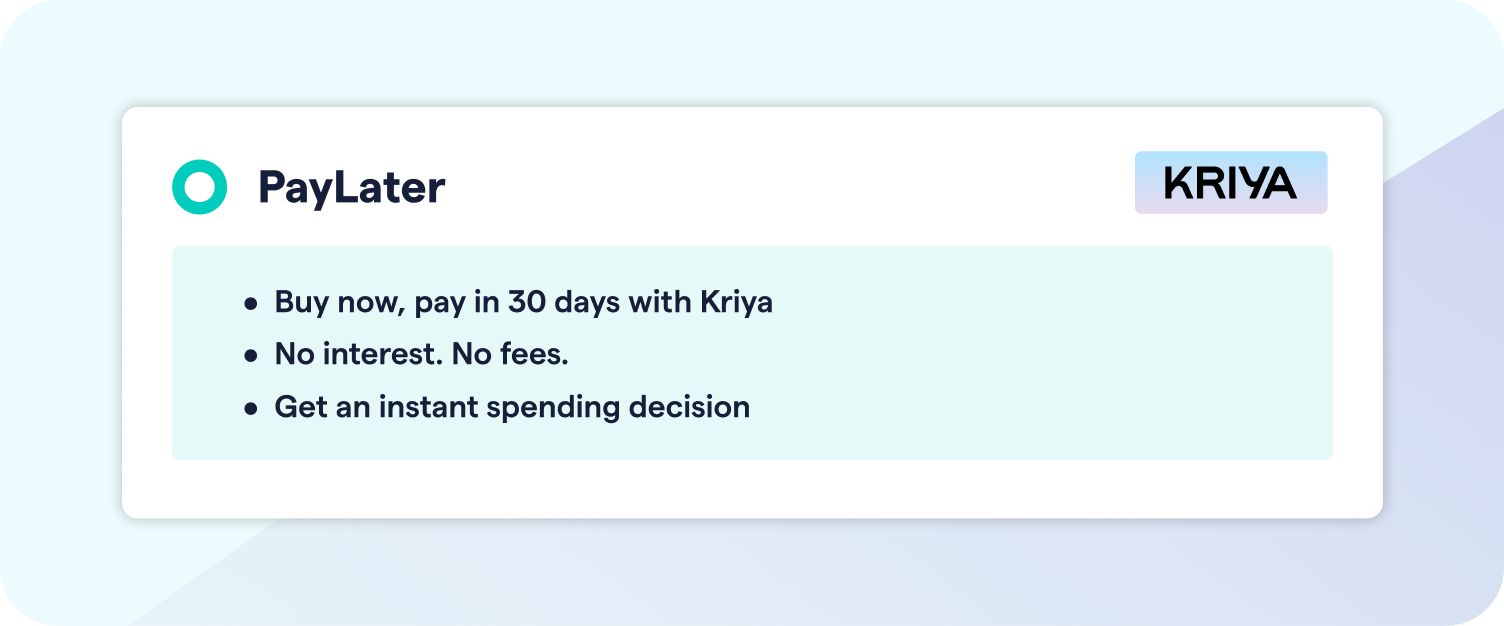 PayLater
KRIYA
● Buy now, pay in 30 days with Kriya
● No interest. No fees.
● Get an instant spending decision